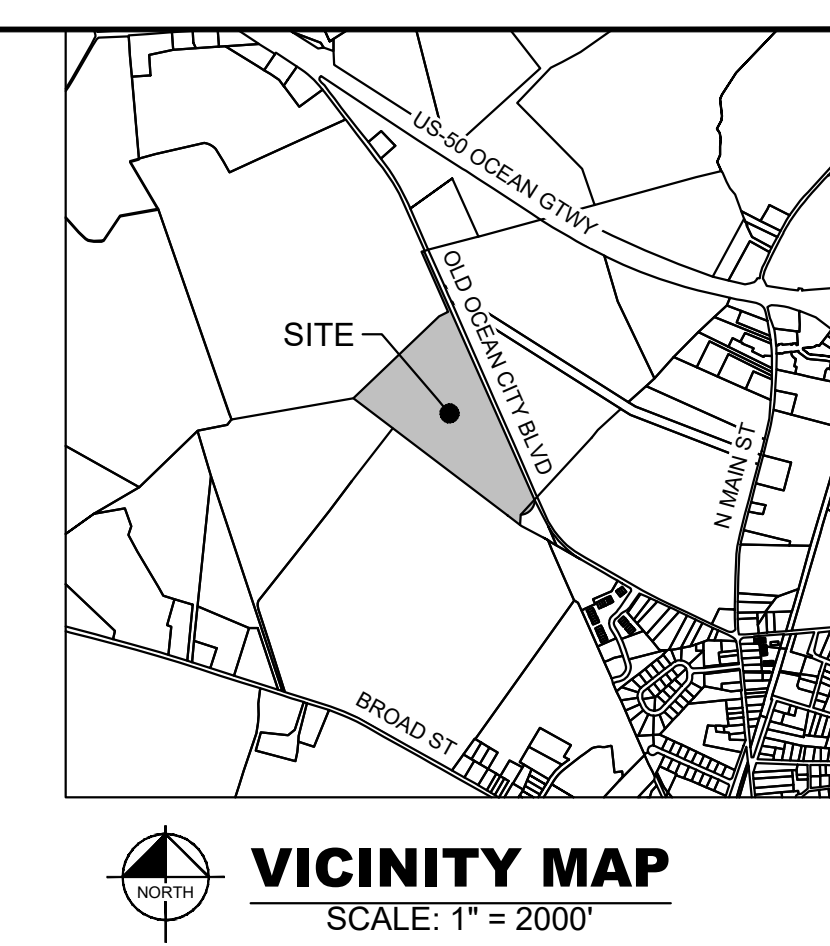 US-50 OCEAN GTWY
OLD OCEAN CITY BLVD
SITE
N MAIN ST
BROAD ST
NORTH
VICINITY MAP
SCALE: 1" = 2000'